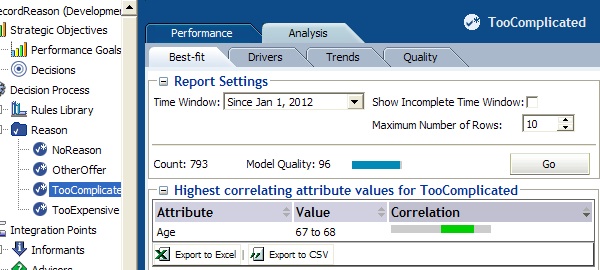 ecordReason (Developmen
Strategic Objectives
Performance Goals
Decisions
Decision Process
Rules Library
Reason
NoReason
OtherOffer
TooComplicate
TooExpensive
Integration Points
Informants
Advisors
Performance
Analysis
TooComplicated
Best-fit
Drivers
Trends
Quality
Report Settings
Time Window: Since Jan 1, 2012
Show Incomplete Time Window:
Maximum Number of Rows: 10
Count: 793
Model Quality: 96
Go
Highest correlating attribute values for TooComplicated
Attribute Value Correlation
Age 67 to 68
Export to Excel | Export to CSV